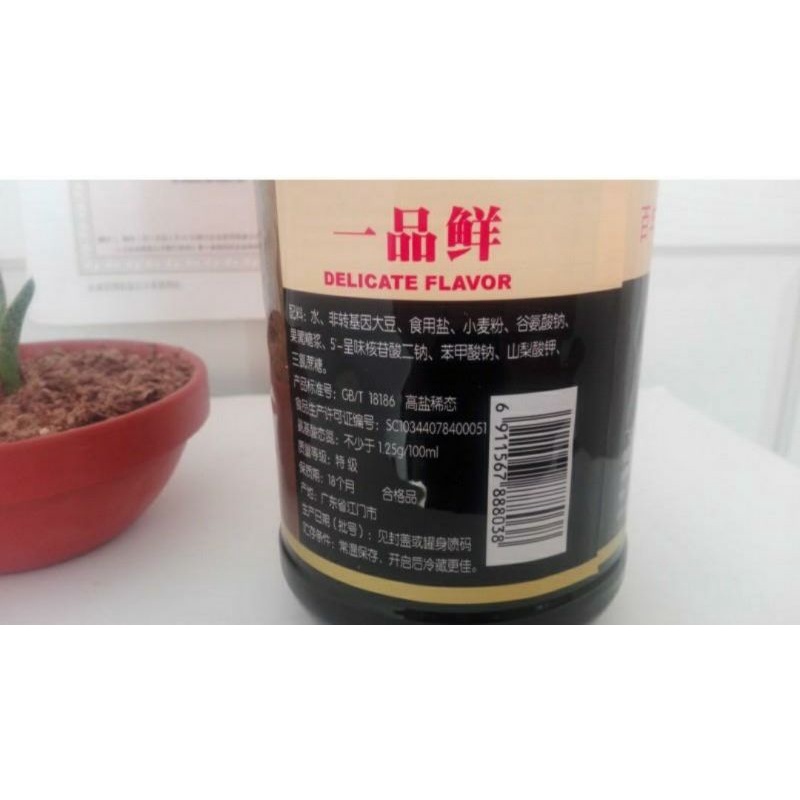 一品鲜
DELICATE FLAVOR
配料: 水、非转基因大豆、食用盐、小麦粉、谷氨酸钠、
果葡糖浆、5'-呈味核苷酸二钠、苯甲酸钠、山梨酸钾、
三氯蔗糖。
产品标准号: GB/T 18186 高盐稀态
食品生产许可证编号: SC10344078400051
氨基酸态氮: 不少于 1.25g/100ml
质量等级: 特级
保质期: 18个月 合格品
产地: 广东省江门市
生产日期(批号): 见封盖或罐身喷码
贮存条件: 常温保存, 开启后冷藏更佳。
6 911567 888038